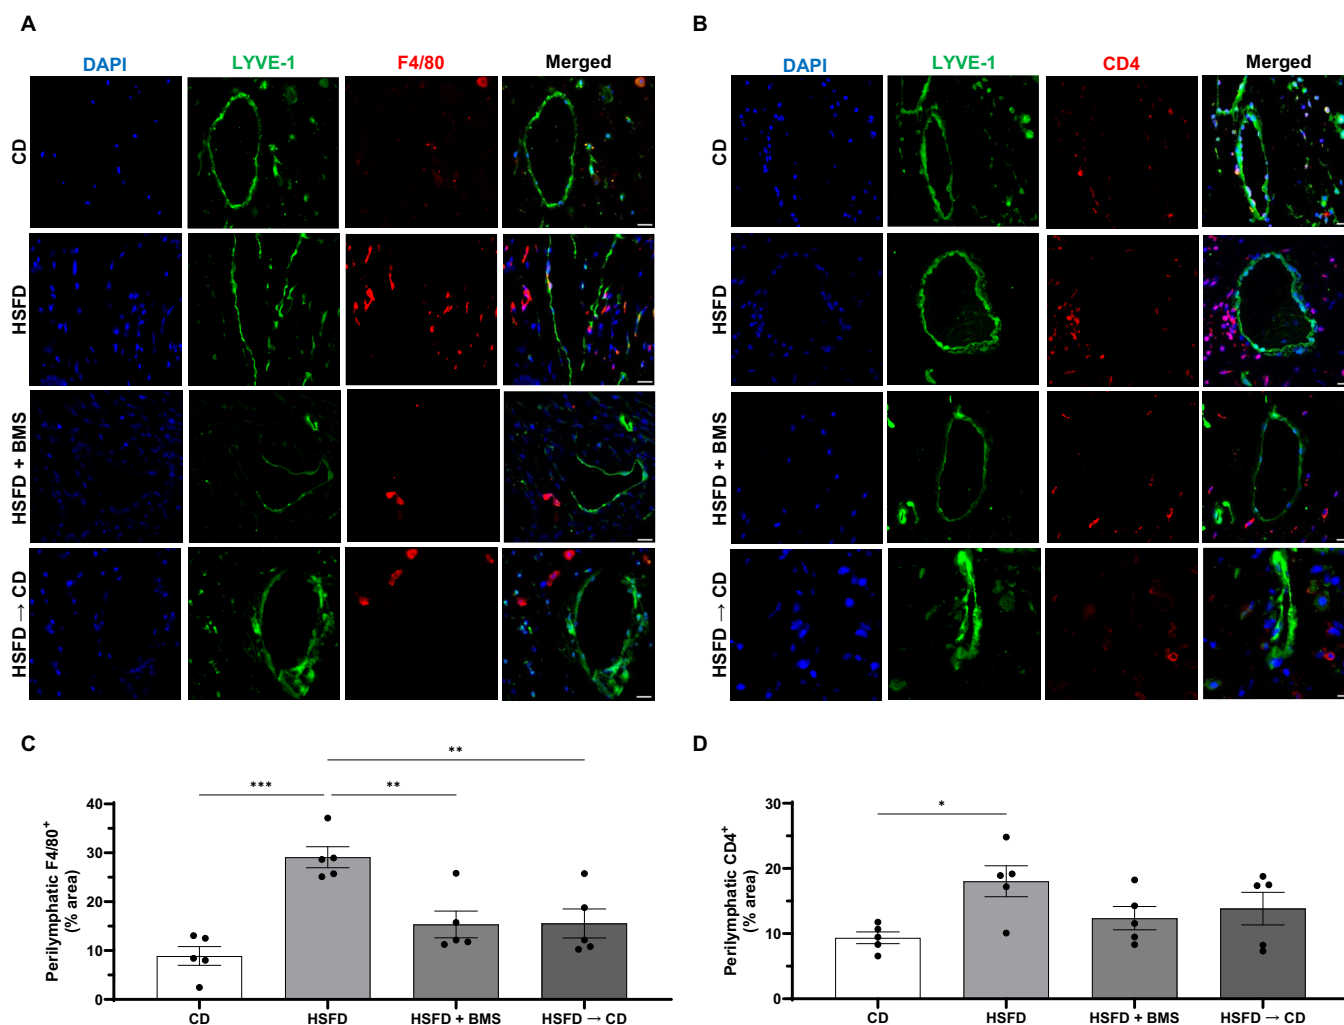 A
DAPI LYVE-1 F4/80 Merged
CD
HSFD
HSFD + BMS
HSFD → CD
B
DAPI LYVE-1 CD4 Merged
CD
HSFD
HSFD + BMS
HSFD → CD
C
**
*** **
Perilymphatic F4/80+
(% area)
40
30
20
10
0
CD HSFD HSFD + BMS HSFD → CD
D
*
Perilymphatic CD4+
(% area)
30
20
10
0
CD HSFD HSFD + BMS HSFD → CD